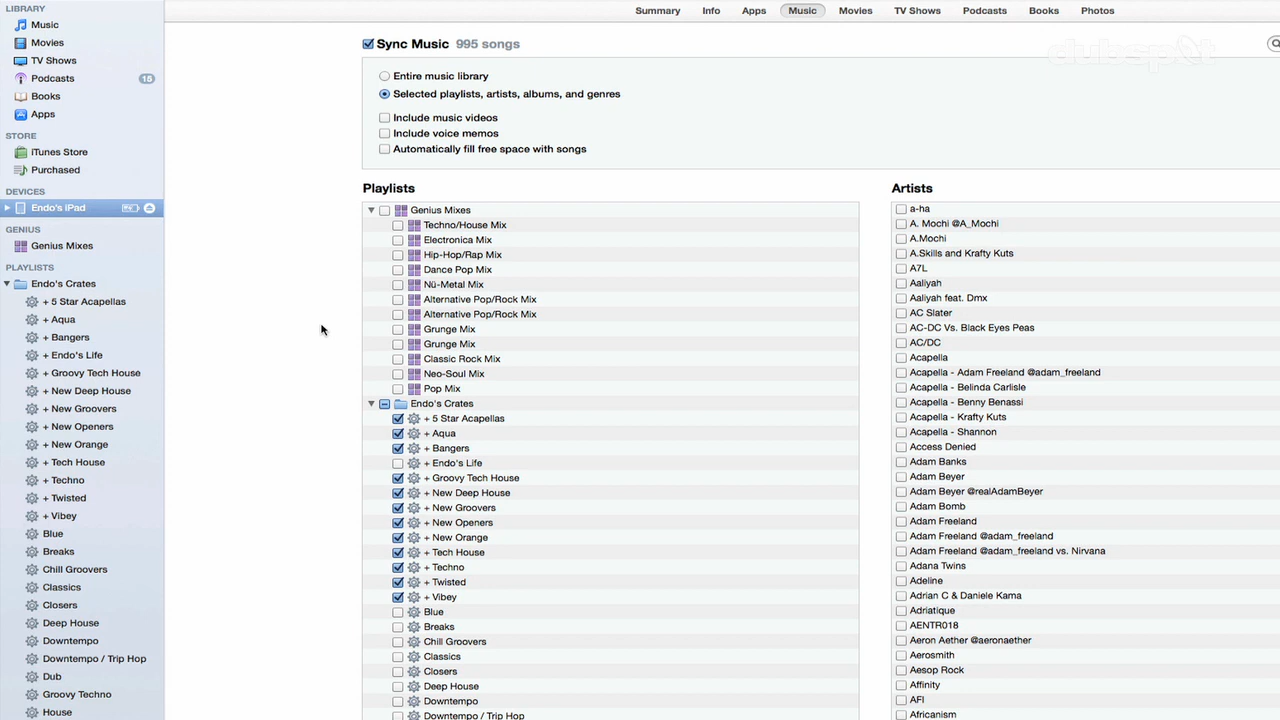 LIBRARY
Music
Movies
TV Shows
Podcasts 15
Books
Apps
STORE
iTunes Store
Purchased
DEVICES
Endo's iPad
GENIUS
Genius Mixes
PLAYLISTS
Endo's Crates
+ 5 Star Acapellas
+ Aqua
+ Bangers
+ Endo's Life
+ Groovy Tech House
+ New Deep House
+ New Groovers
+ New Openers
+ New Orange
+ Tech House
+ Techno
+ Twisted
+ Vibey
Blue
Breaks
Chill Groovers
Classics
Closers
Deep House
Downtempo
Downtempo / Trip Hop
Dub
Groovy Techno
House
Summary Info Apps Music Movies TV Shows Podcasts Books Photos
Sync Music 995 songs
dubspot
Entire music library
Selected playlists, artists, albums, and genres
Include music videos
Include voice memos
Automatically fill free space with songs
Playlists
Genius Mixes
Techno/House Mix
Electronica Mix
Hip-Hop/Rap Mix
Dance Pop Mix
Nü-Metal Mix
Alternative Pop/Rock Mix
Alternative Pop/Rock Mix
Grunge Mix
Grunge Mix
Classic Rock Mix
Neo-Soul Mix
Pop Mix
Endo's Crates
+ 5 Star Acapellas
+ Aqua
+ Bangers
+ Endo's Life
+ Groovy Tech House
+ New Deep House
+ New Groovers
+ New Openers
+ New Orange
+ Tech House
+ Techno
+ Twisted
+ Vibey
Blue
Breaks
Chill Groovers
Classics
Closers
Deep House
Downtempo
Downtempo / Trip Hop
Artists
a-ha
A. Mochi @A_Mochi
A.Mochi
A.Skills and Krafty Kuts
A7L
Aaliyah
Aaliyah feat. Dmx
AC Slater
AC-DC Vs. Black Eyes Peas
AC/DC
Acapella
Acapella - Adam Freeland @adam_freeland
Acapella - Belinda Carlisle
Acapella - Benny Benassi
Acapella - Krafty Kuts
Acapella - Shannon
Access Denied
Adam Banks
Adam Beyer
Adam Beyer @realAdamBeyer
Adam Bomb
Adam Freeland
Adam Freeland @adam_freeland
Adam Freeland @adam_freeland vs. Nirvana
Adana Twins
Adeline
Adrian C & Daniele Kama
Adriatique
AENTR018
Aeron Aether @aeronaether
Aerosmith
Aesop Rock
Affinity
AFI
Africanism